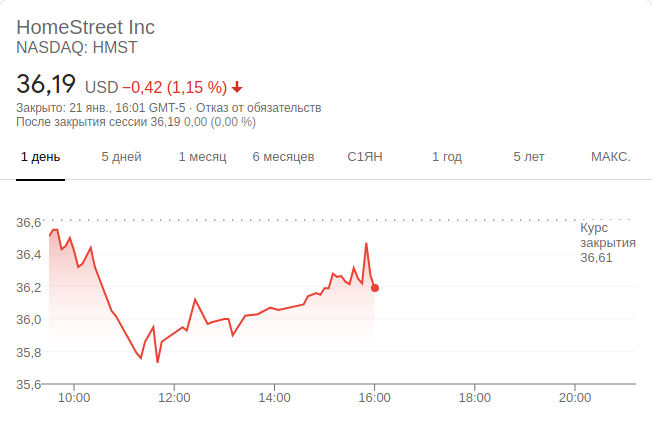 HomeStreet Inc
NASDAQ: HMST
36,19 USD −0,42 (1,15 %)
Закрыто: 21 янв., 16:01 GMT-5 · Отказ от обязательств
После закрытия сессии 36,19 0,00 (0,00 %)
1 день 5 дней 1 месяц 6 месяцев С1ЯН 1 год 5 лет МАКС.
36,6
Курс
закрытия
36,61
36,4
36,2
36,0
35,8
35,6
10:00 12:00 14:00 16:00 18:00 20:00